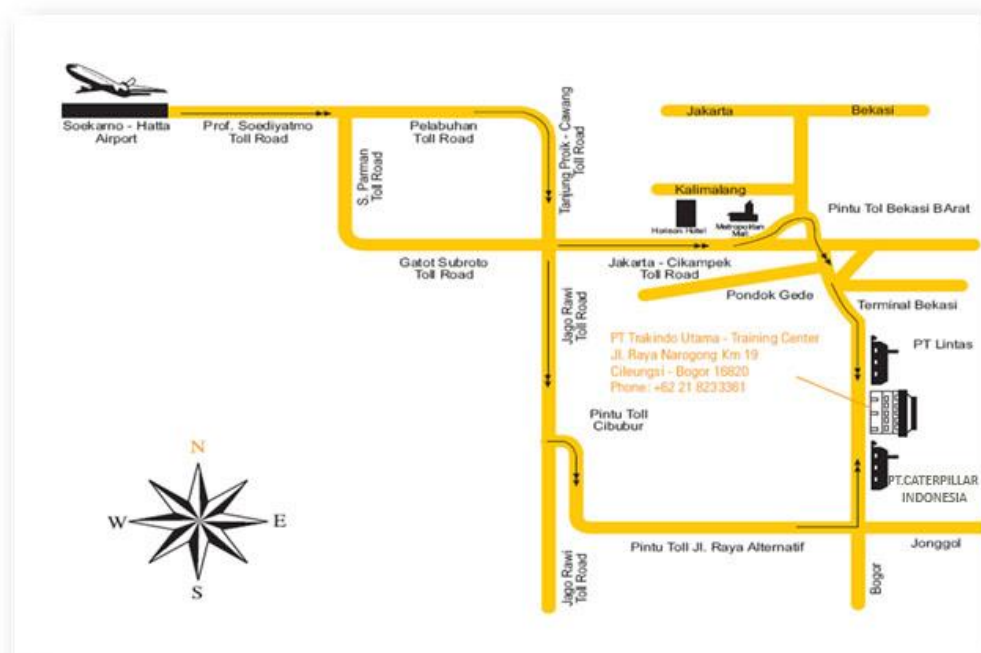 Soekarno - Hatta
Airport
Prof. Soediyatmo
Toll Road
Pelabuhan
Toll Road
Tanjung Proik - Cawang
Toll Road
Jakarta
Bekasi
S. Parman
Toll Road
Kalimalang
Horison Hotel
Metropolitan
Mall
Pintu Tol Bekasi BArat
Gatot Subroto
Toll Road
Jakarta - Cikampek
Toll Road
Pondok Gede
Terminal Bekasi
Jago Rawi
Toll Road
PT Trakindo Utama - Training Center
Jl. Raya Narogong Km 19
Cileungsi - Bogor 16820
Phone: +62 21 8233361
PT Lintas
Pintu Toll
Cibubur
PT.CATERPILLAR
INDONESIA
N
W
E
S
Pintu Toll Jl. Raya Alternatif
Jonggol
Jago Rawi
Toll Road
Bogor